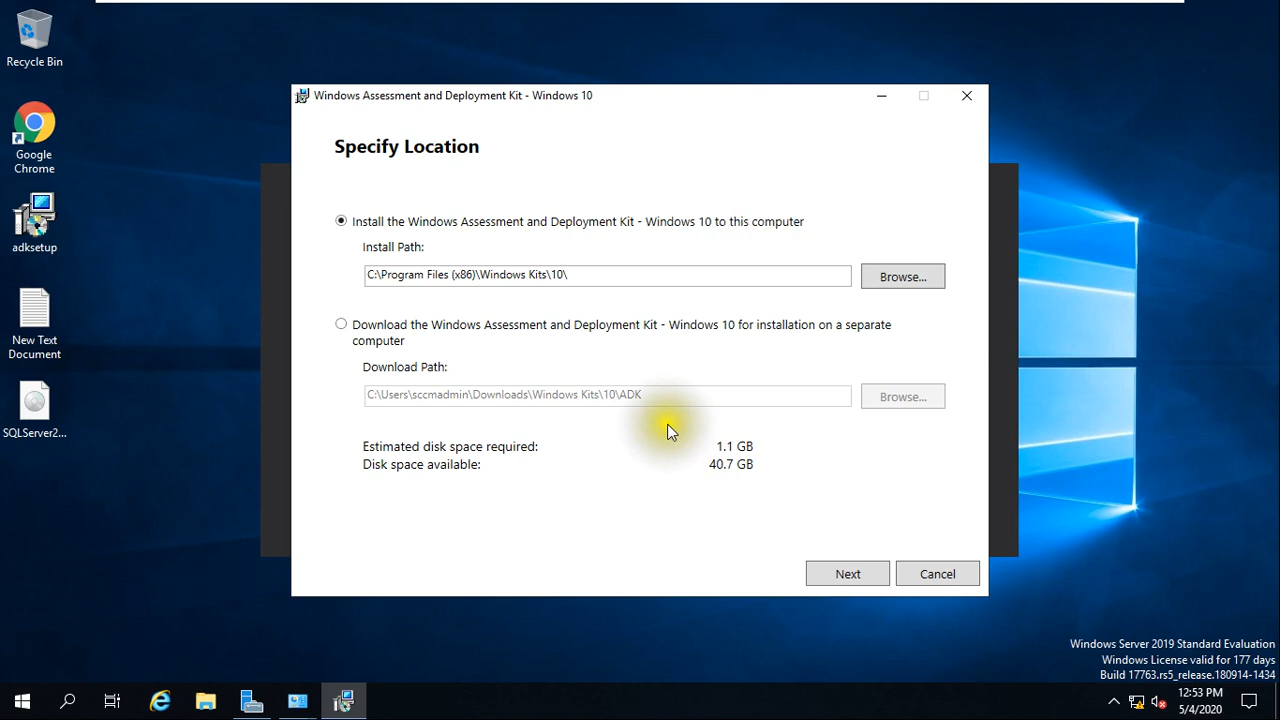 Recycle Bin
Google
Chrome
adksetup
New Text
Document
SQLServer2...
Windows Assessment and Deployment Kit - Windows 10
Specify Location
Install the Windows Assessment and Deployment Kit - Windows 10 to this computer
Install Path:
C:\Program Files (x86)\Windows Kits\10\
Browse...
Download the Windows Assessment and Deployment Kit - Windows 10 for installation on a separate
computer
Download Path:
C:\Users\sccmadmin\Downloads\Windows Kits\10\ADK
Browse...
Estimated disk space required: 1.1 GB
Disk space available: 40.7 GB
Next
Cancel
Windows Server 2019 Standard Evaluation
Windows License valid for 177 days
Build 17763.rs5_release.180914-1434
12:53 PM
5/4/2020